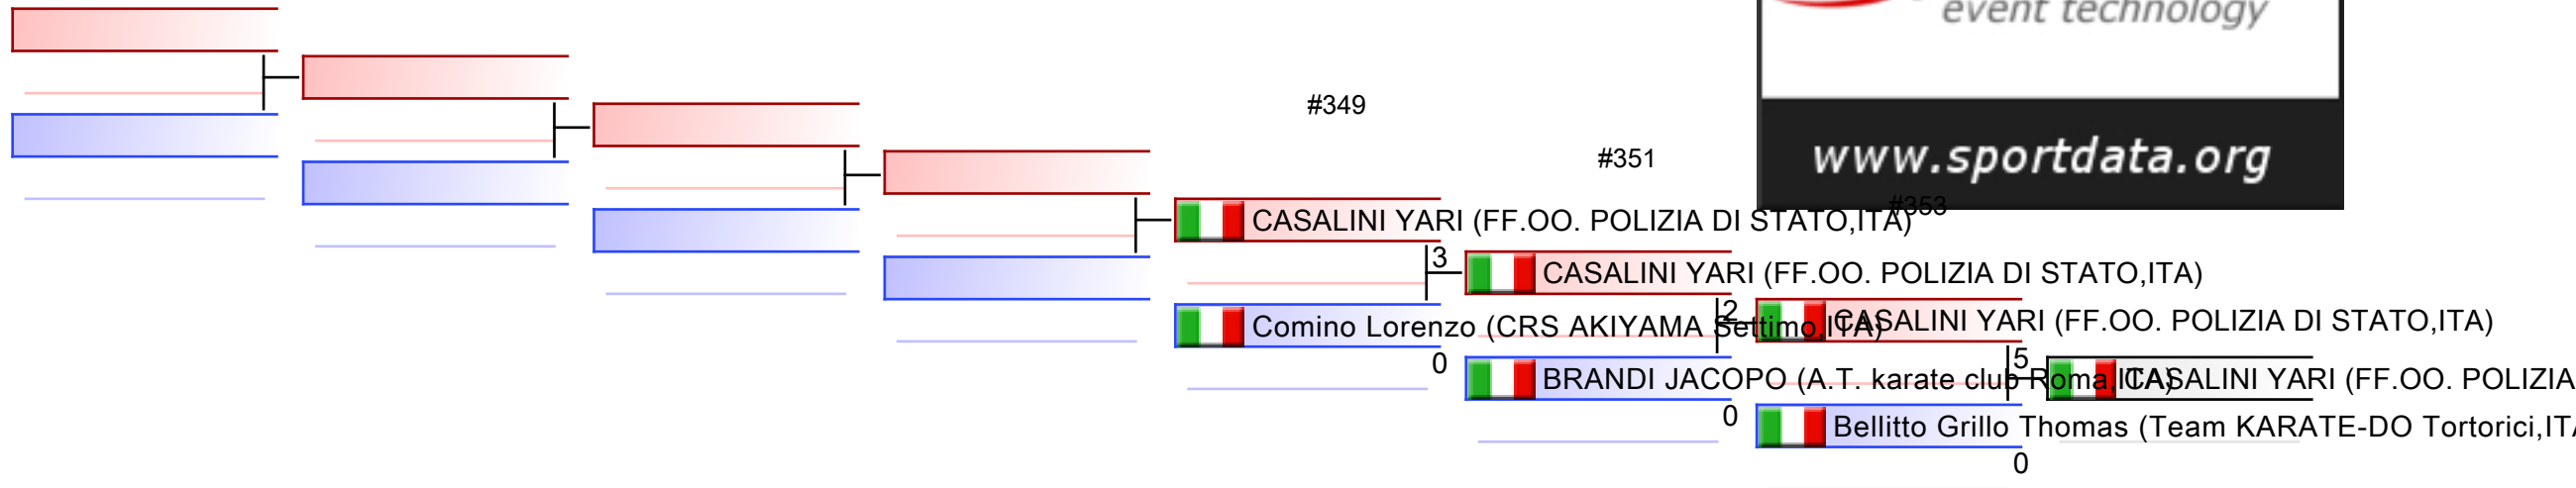 event technology
#349
www.sportdata.org
#351
#353
CASALINI YARI (FF.OO. POLIZIA DI STATO,ITA)
3
CASALINI YARI (FF.OO. POLIZIA DI STATO,ITA)
Comino Lorenzo (CRS AKIYAMA Settimo,ITA)
2
CASALINI YARI (FF.OO. POLIZIA DI STATO,ITA)
0
BRANDI JACOPO (A.T. karate club Roma,ITA)
5
CASALINI YARI (FF.OO. POLIZIA
0
Bellitto Grillo Thomas (Team KARATE-DO Tortorici,ITA
0